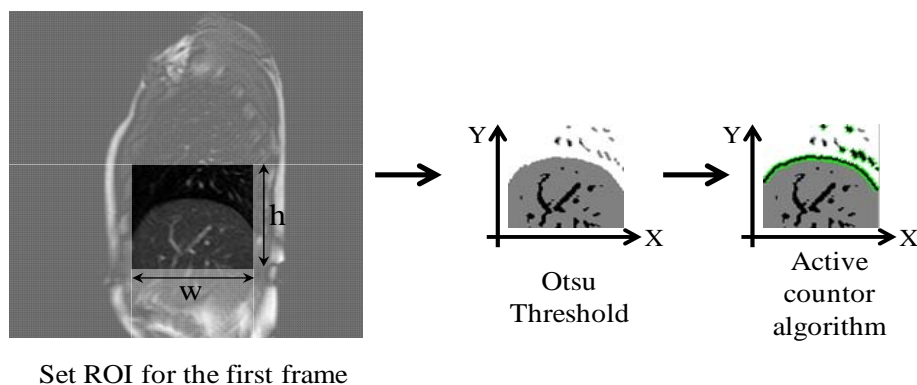 h
w
Set ROI for the first frame
Y
X
Otsu
Threshold
Y
X
Active
countor
algorithm